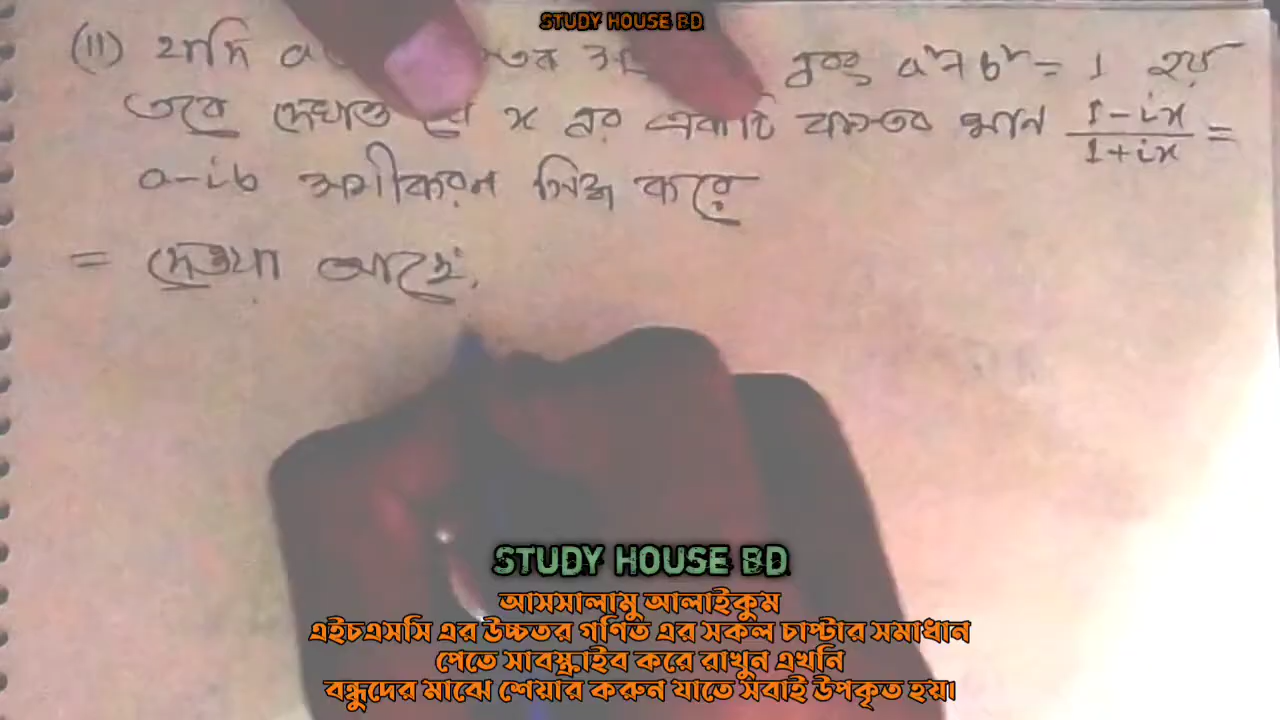 STUDY HOUSE BD
(11) যদি a এবং a²+b² = 1 হয়
তবে দেখাও যে x এর একটি বাস্তব মান 1-ix/1+ix =
a-ib সমীকরণ সিদ্ধ করে
= দেওয়া আছে,
STUDY HOUSE BD
আসসালামু আলাইকুম
এইচএসসি এর উচ্চতর গণিত এর সকল চাপ্টার সমাধান
পেতে সাবস্ক্রাইব করে রাখুন এখনি
বন্ধুদের মাঝে শেয়ার করুন যাতে সবাই উপকৃত হয়।